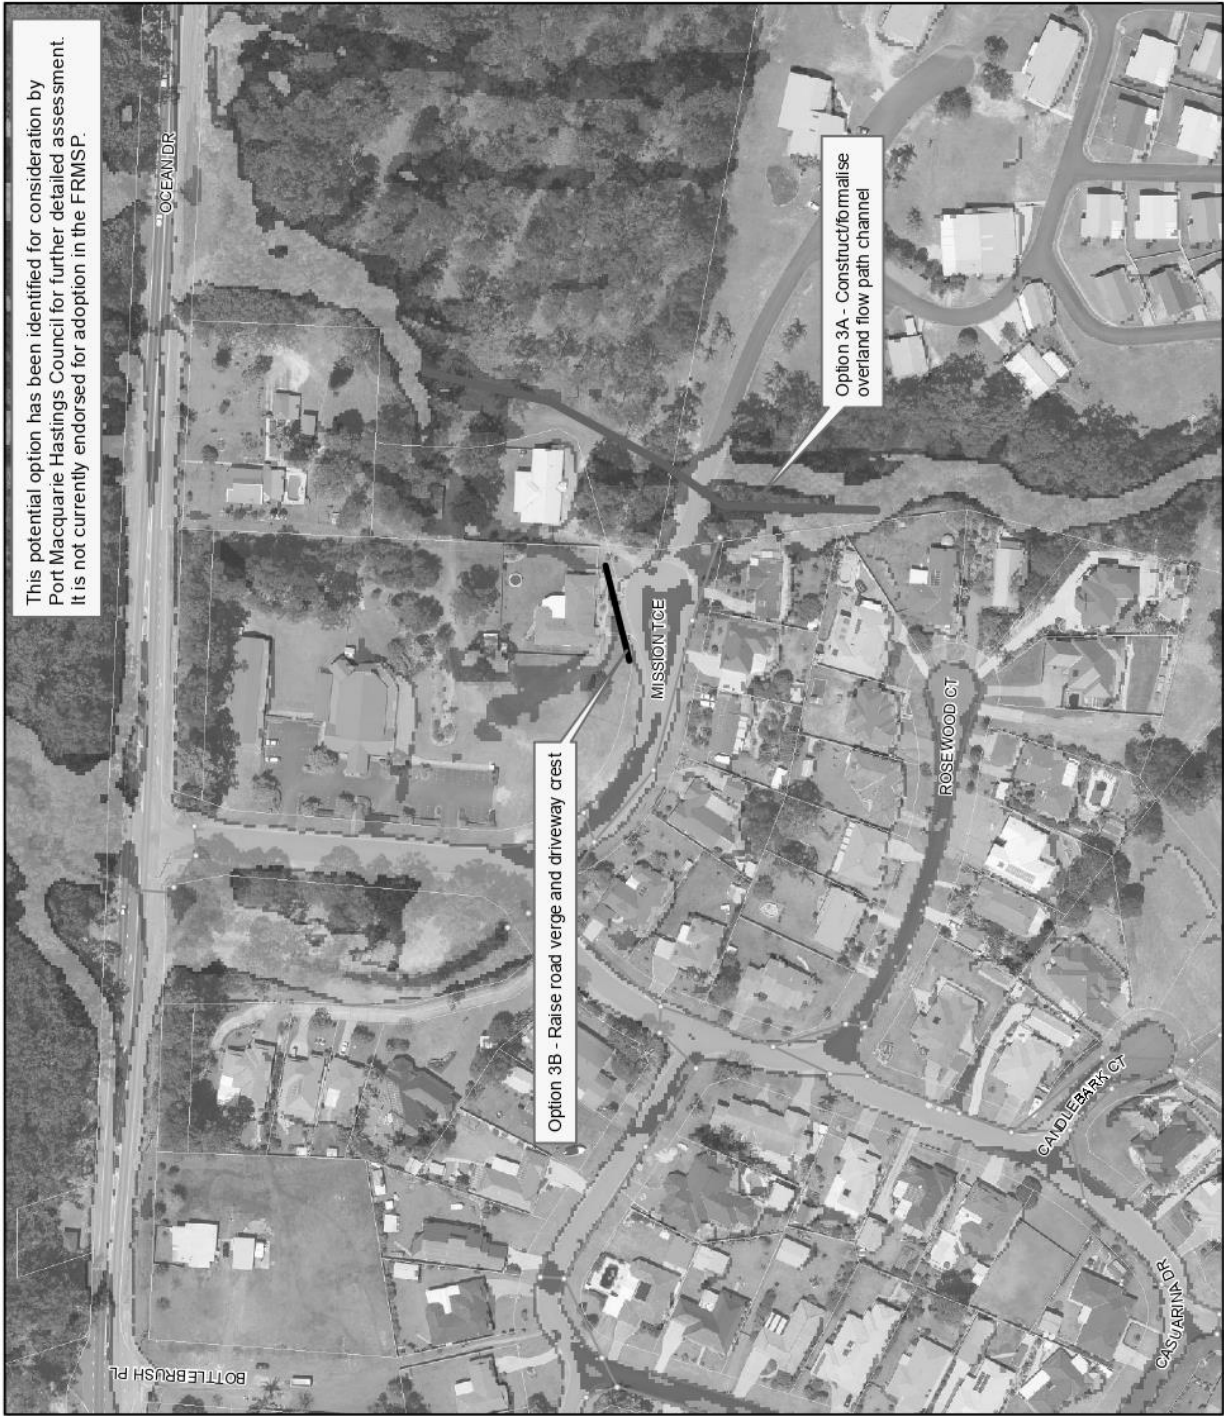 This potential option has been identified for consideration by
Port Macquarie Hastings Council for further detailed assessment.
It is not currently endorsed for adoption in the FRMSP.
OCEAN DR
Option 3A - Construct/formalise
overland flow path channel
MISSION TCE
Option 3B - Raise road verge and driveway crest
ROSEWOOD CT
CANDLEBARK CT
CASUARINA DR
BOTTLEBRUSH PL